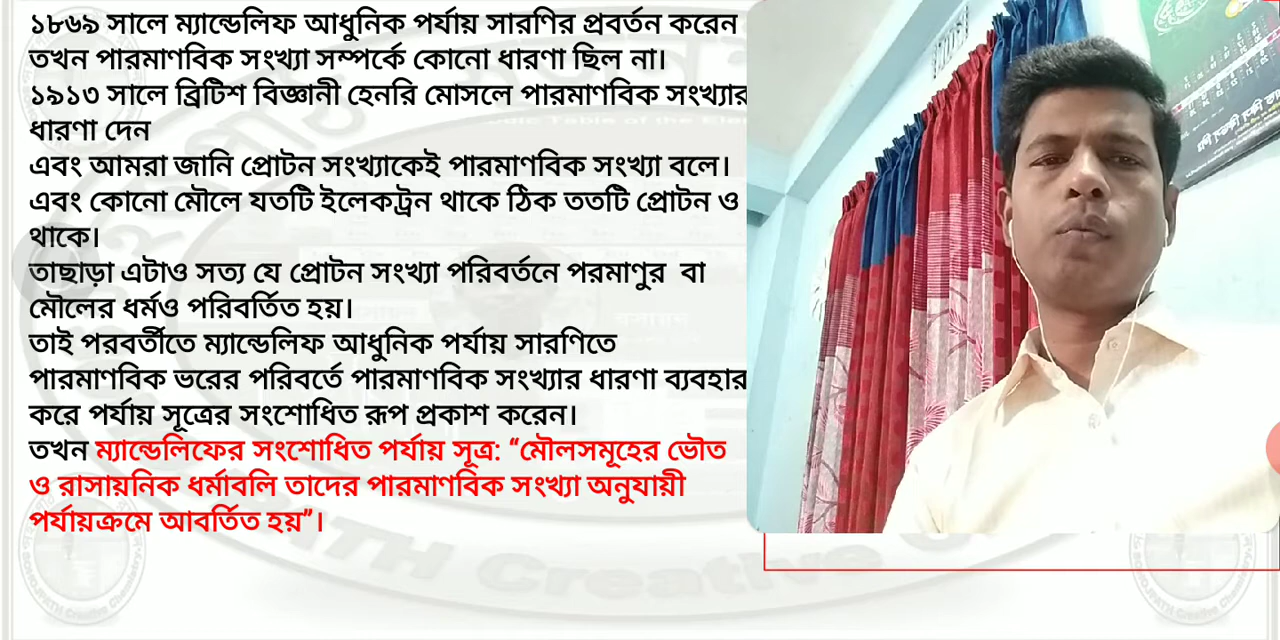 ১৮৬৯ সালে ম্যান্ডেলিফ আধুনিক পর্যায় সারণির প্রবর্তন করেন
তখন পারমাণবিক সংখ্যা সম্পর্কে কোনো ধারণা ছিল না।
১৯১৩ সালে ব্রিটিশ বিজ্ঞানী হেনরি মোসলে পারমাণবিক সংখ্যার
ধারণা দেন
এবং আমরা জানি প্রোটন সংখ্যাকেই পারমাণবিক সংখ্যা বলে।
এবং কোনো মৌলে যতটি ইলেকট্রন থাকে ঠিক ততটি প্রোটন ও
থাকে।
তাছাড়া এটাও সত্য যে প্রোটন সংখ্যা পরিবর্তনে পরমাণুর বা
মৌলের ধর্মও পরিবর্তিত হয়।
তাই পরবর্তীতে ম্যান্ডেলিফ আধুনিক পর্যায় সারণিতে
পারমাণবিক ভরের পরিবর্তে পারমাণবিক সংখ্যার ধারণা ব্যবহার
করে পর্যায় সূত্রের সংশোধিত রূপ প্রকাশ করেন।
তখন ম্যান্ডেলিফের সংশোধিত পর্যায় সূত্র: “মৌলসমূহের ভৌত
ও রাসায়নিক ধর্মাবলি তাদের পারমাণবিক সংখ্যা অনুযায়ী
পর্যায়ক্রমে আবর্তিত হয়”।
PATH Creative